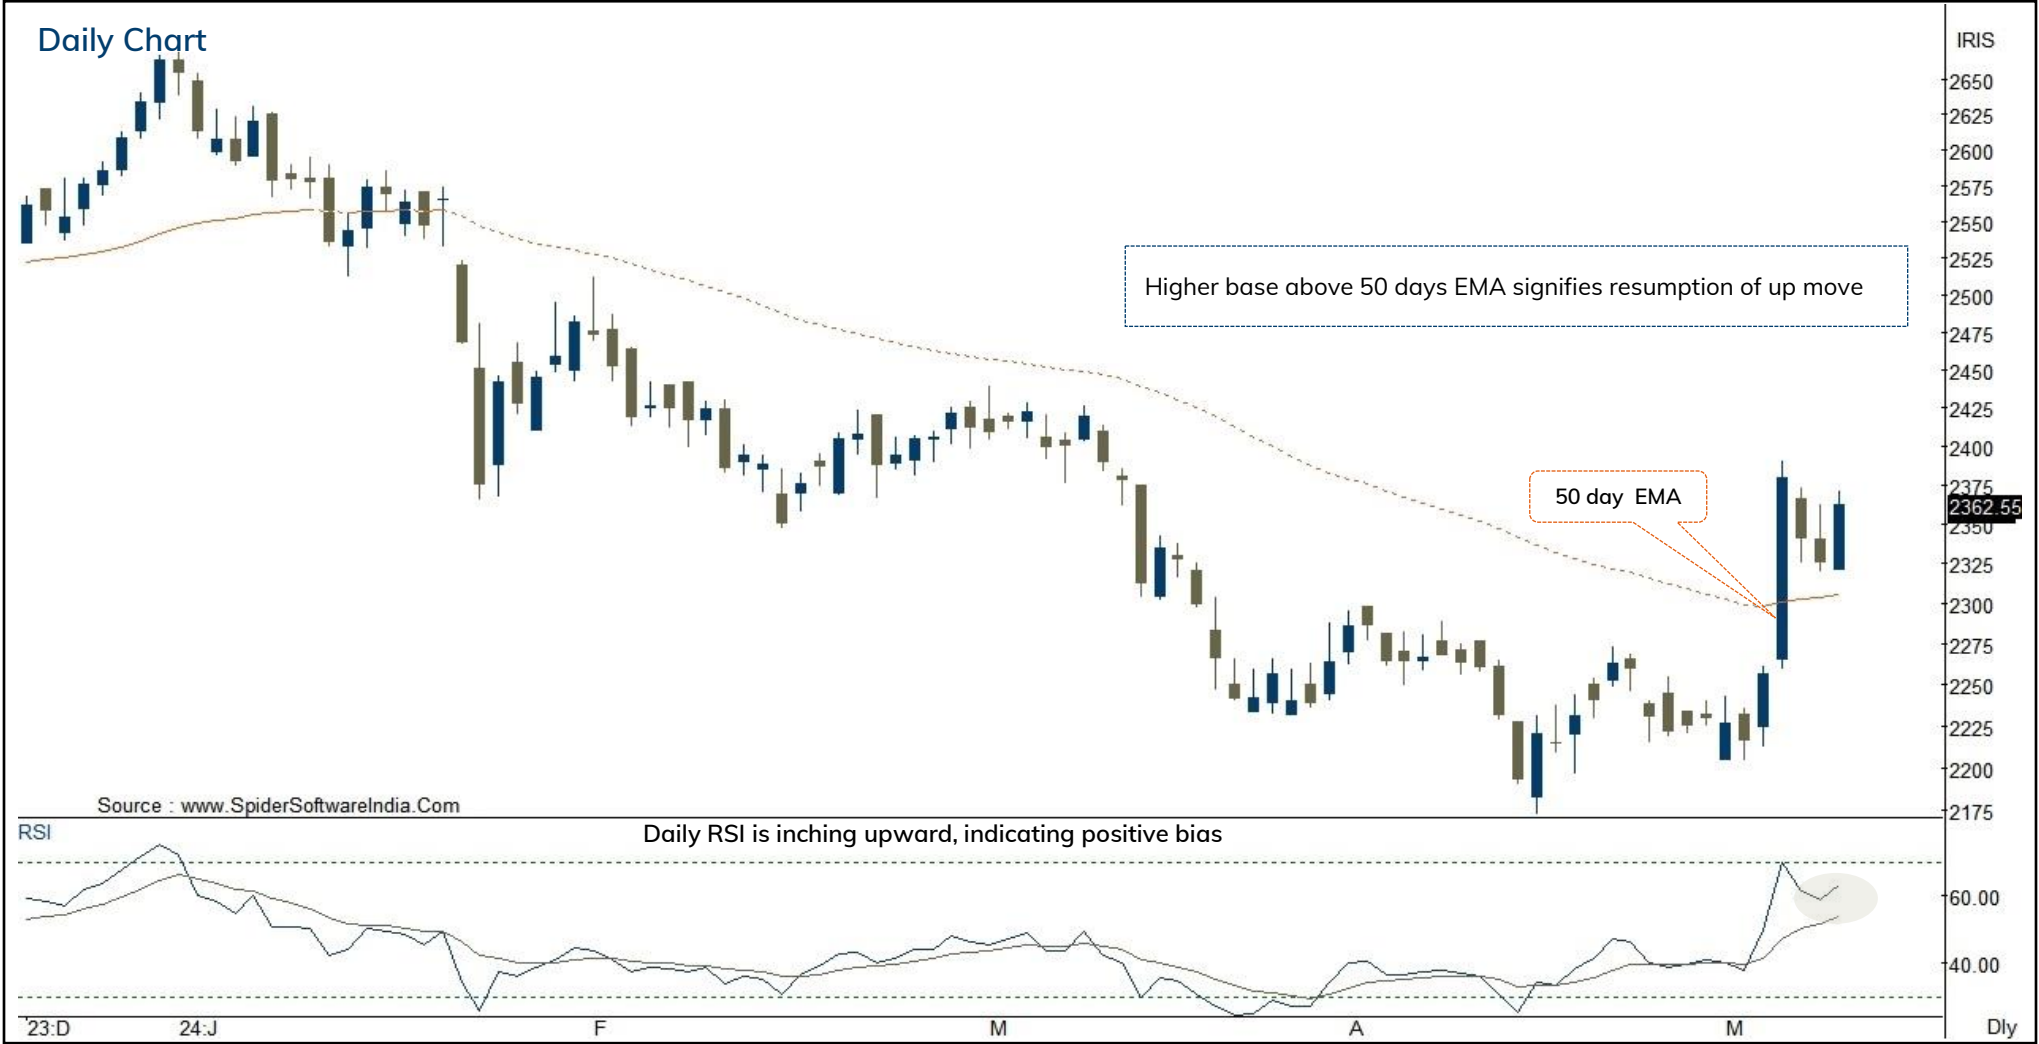 Daily Chart
IRIS
2650
2625
2600
2575
2550
2525
2500
2475
2450
2425
2400
2375
2362.55
2350
2325
2300
2275
2250
2225
2200
2175
Higher base above 50 days EMA signifies resumption of up move
50 day EMA
Source : www.SpiderSoftwareIndia.Com
RSI
Daily RSI is inching upward, indicating positive bias
60.00
40.00
'23:D 24:J F M A M Dly